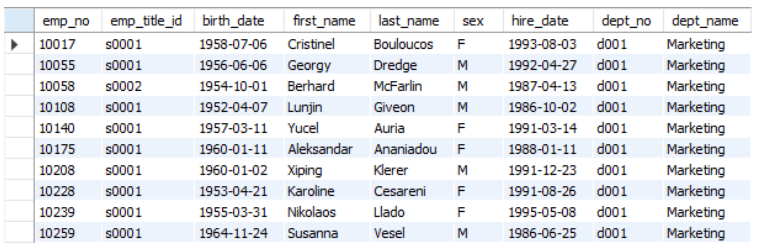 emp_no emp_title_id birth_date first_name last_name sex hire_date dept_no dept_name
10017 s0001 1958-07-06 Cristinel Bouloucos F 1993-08-03 d001 Marketing
10055 s0001 1956-06-06 Georgy Dredge M 1992-04-27 d001 Marketing
10058 s0002 1954-10-01 Berhard McFarlin M 1987-04-13 d001 Marketing
10108 s0001 1952-04-07 Lunjin Giveon M 1986-10-02 d001 Marketing
10140 s0001 1957-03-11 Yucel Auria F 1991-03-14 d001 Marketing
10175 s0001 1960-01-11 Aleksandar Ananiadou F 1988-01-11 d001 Marketing
10208 s0001 1960-01-02 Xiping Klerer M 1991-12-23 d001 Marketing
10228 s0001 1953-04-21 Karoline Cesareni F 1991-08-26 d001 Marketing
10239 s0001 1955-03-31 Nikolaos Llado F 1995-05-08 d001 Marketing
10259 s0001 1964-11-24 Susanna Vesel M 1986-06-25 d001 Marketing